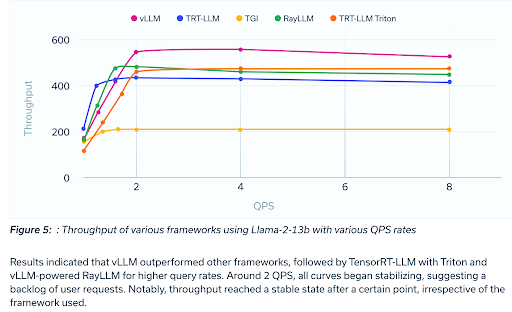 vLLM TRT-LLM TGI RayLLM TRT-LLM Triton
600
400
200
0
Throughput
2 4 6 8
QPS
Figure 5: : Throughput of various frameworks using Llama-2-13b with various QPS rates
Results indicated that vLLM outperformed other frameworks, followed by TensorRT-LLM with Triton and
vLLM-powered RayLLM for higher query rates. Around 2 QPS, all curves began stabilizing, suggesting a
backlog of user requests. Notably, throughput reached a stable state after a certain point, irrespective of the
framework used.